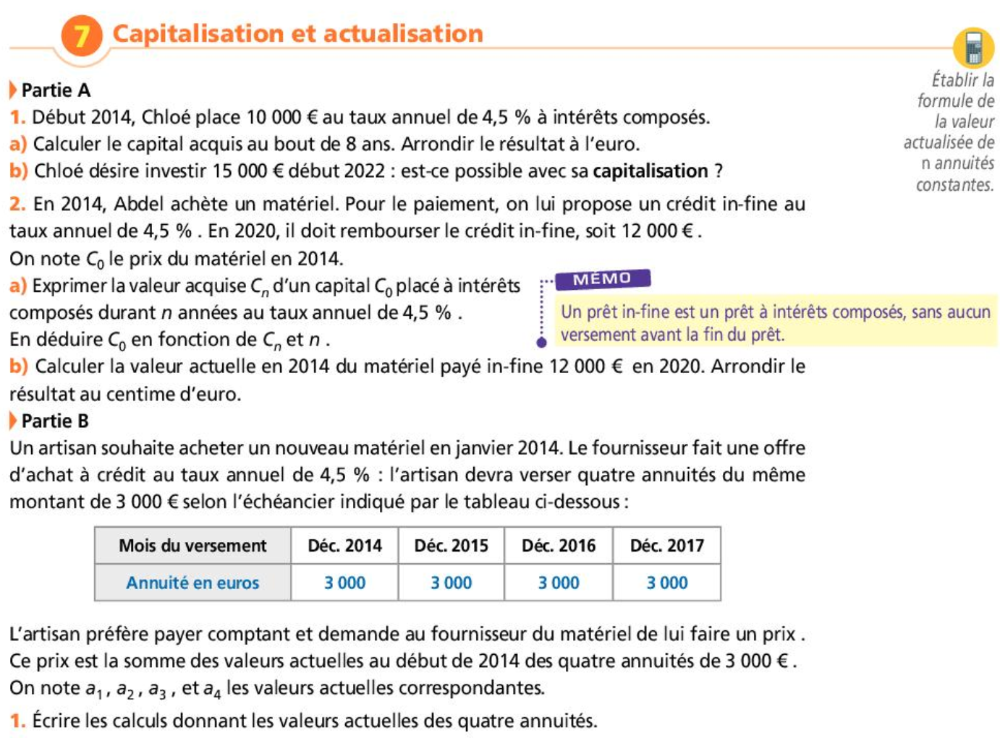 7 Capitalisation et actualisation
Établir la
formule de
la valeur
actualisée de
n annuités
constantes.
Partie A
1. Début 2014, Chloé place 10 000 € au taux annuel de 4,5 % à intérêts composés.
a) Calculer le capital acquis au bout de 8 ans. Arrondir le résultat à l'euro.
b) Chloé désire investir 15 000 € début 2022 : est-ce possible avec sa capitalisation ?
2. En 2014, Abdel achète un matériel. Pour le paiement, on lui propose un crédit in-fine au
taux annuel de 4,5 % . En 2020, il doit rembourser le crédit in-fine, soit 12 000 € .
On note C₀ le prix du matériel en 2014.
a) Exprimer la valeur acquise Cₙ d'un capital C₀ placé à intérêts
composés durant n années au taux annuel de 4,5 % .
En déduire C₀ en fonction de Cₙ et n .
MÉMO
Un prêt in-fine est un prêt à intérêts composés, sans aucun
versement avant la fin du prêt.
b) Calculer la valeur actuelle en 2014 du matériel payé in-fine 12 000 € en 2020. Arrondir le
résultat au centime d'euro.
Partie B
Un artisan souhaite acheter un nouveau matériel en janvier 2014. Le fournisseur fait une offre
d'achat à crédit au taux annuel de 4,5 % : l'artisan devra verser quatre annuités du même
montant de 3 000 € selon l'échéancier indiqué par le tableau ci-dessous :
Mois du versement Déc. 2014 Déc. 2015 Déc. 2016 Déc. 2017
Annuité en euros 3 000 3 000 3 000 3 000
L'artisan préfère payer comptant et demande au fournisseur du matériel de lui faire un prix .
Ce prix est la somme des valeurs actuelles au début de 2014 des quatre annuités de 3 000 € .
On note a₁ , a₂ , a₃ , et a₄ les valeurs actuelles correspondantes.
1. Écrire les calculs donnant les valeurs actuelles des quatre annuités.